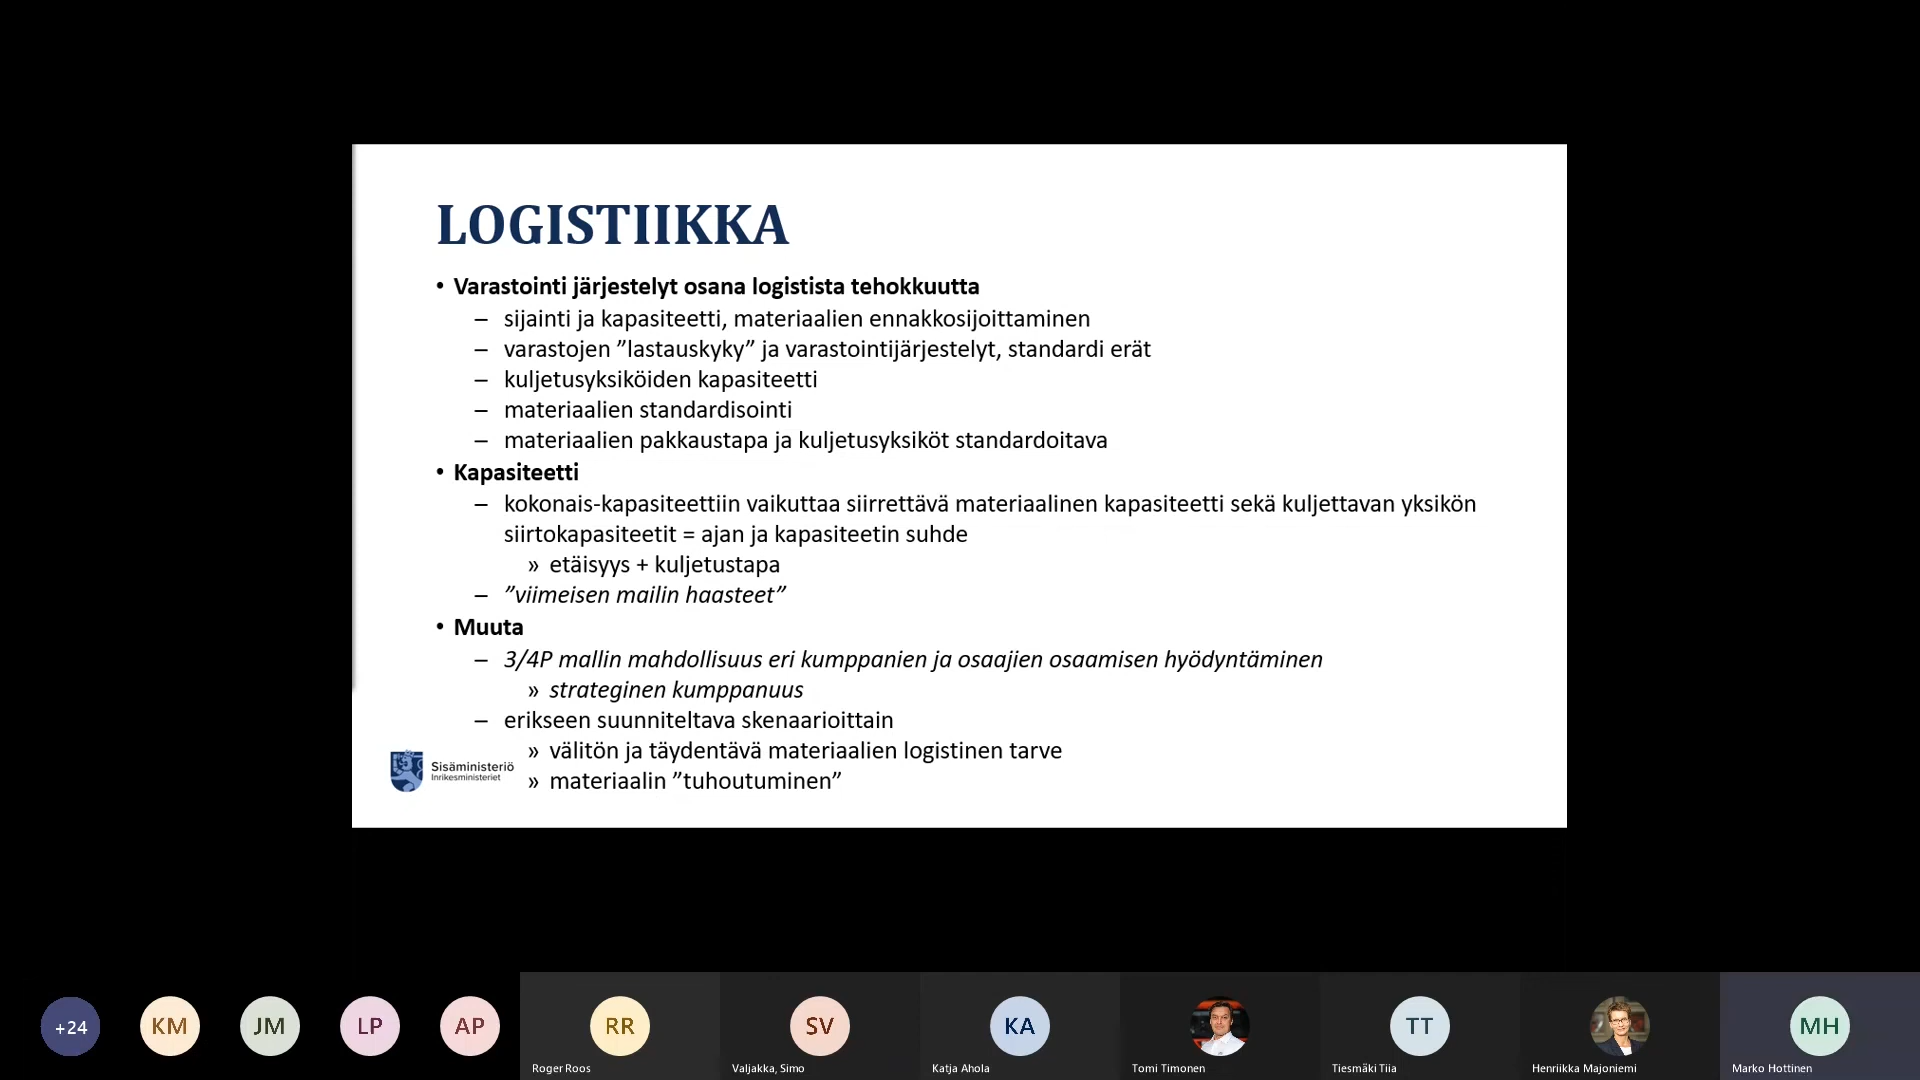 LOGISTIIKKA
• Varastointi järjestelyt osana logistista tehokkuutta
– sijainti ja kapasiteetti, materiaalien ennakkosijoittaminen
– varastojen ”lastauskyky” ja varastointijärjestelyt, standardi erät
– kuljetusyksiköiden kapasiteetti
– materiaalien standardisointi
– materiaalien pakkaustapa ja kuljetusyksiköt standardoitava
• Kapasiteetti
– kokonais-kapasiteettiin vaikuttaa siirrettävä materiaalinen kapasiteetti sekä kuljettavan yksikön
siirtokapasiteetit = ajan ja kapasiteetin suhde
» etäisyys + kuljetustapa
– ”viimeisen mailin haasteet”
• Muuta
– 3/4P mallin mahdollisuus eri kumppanien ja osaajien osaamisen hyödyntäminen
» strateginen kumppanuus
– erikseen suunniteltava skenaarioittain
» välitön ja täydentävä materiaalien logistinen tarve
» materiaalin ”tuhoutuminen”
Sisäministeriö
Inrikesministeriet
+24
KM
JM
LP
AP
RR
SV
KA
TT
MH
Roger Roos
Valjakka, Simo
Katja Ahola
Tomi Timonen
Tiesmäki Tiia
Henriikka Majoniemi
Marko Hottinen